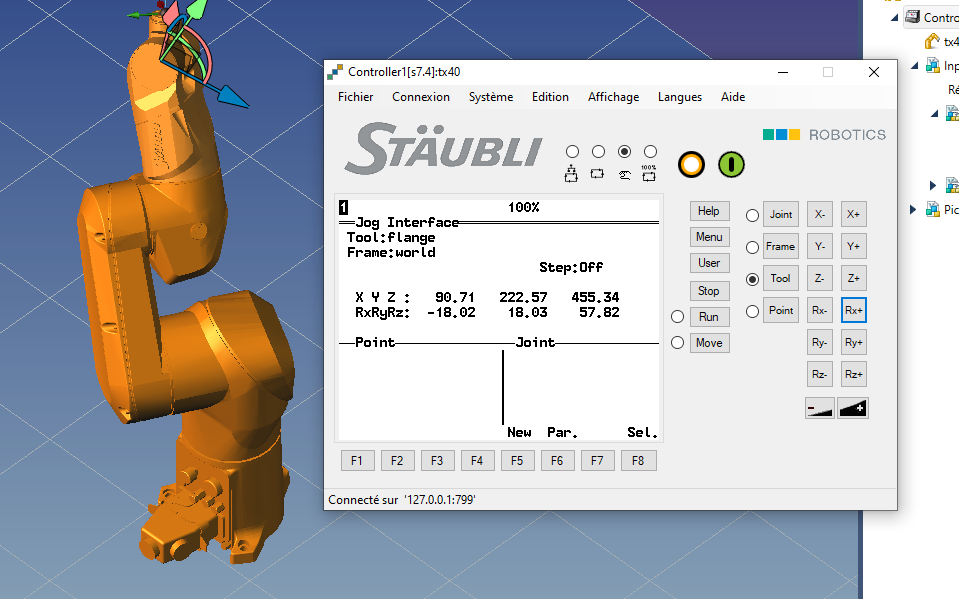 Contro
tx4
Inp
Ré
Pic
Controller1[s7.4]:tx40
Fichier Connexion Système Edition Affichage Langues Aide
STÄUBLI
ROBOTICS
100%
1 100%
Jog Interface
Tool:flange
Frame:world
Step:Off
X Y Z : 90.71 222.57 455.34
RxRyRz: -18.02 18.03 57.82
Point Joint
New Par. Sel.
F1 F2 F3 F4 F5 F6 F7 F8
Help
Menu
User
Stop
Run
Move
Joint X- X+
Frame Y- Y+
Tool Z- Z+
Point Rx- Rx+
Ry- Ry+
Rz- Rz+
- +
Connecté sur '127.0.0.1:799'